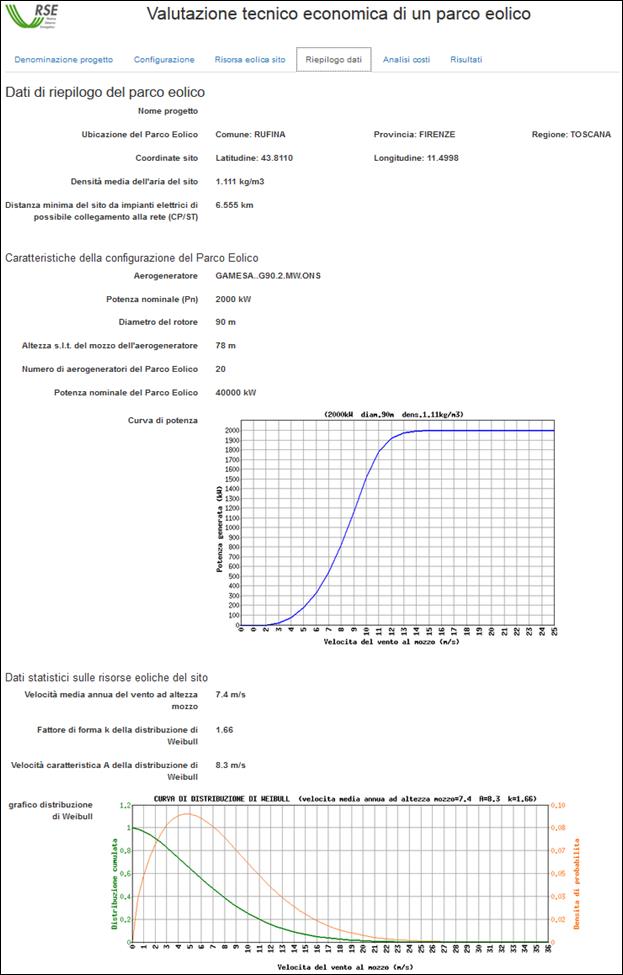 RSE
Valutazione tecnico economica di un parco eolico
Denominazione progetto Configurazione Risorsa eolica sito Riepilogo dati Analisi costi Risultati
Dati di riepilogo del parco eolico
Nome progetto
Ubicazione del Parco Eolico Comune: RUFINA Provincia: FIRENZE Regione: TOSCANA
Coordinate sito Latitudine: 43.8110 Longitudine: 11.4998
Densità media dell'aria del sito 1.111 kg/m3
Distanza minima del sito da impianti elettrici di 6.555 km
possibile collegamento alla rete (CP/ST)
Caratteristiche della configurazione del Parco Eolico
Aerogeneratore GAMESA..G90.2.MW.ONS
Potenza nominale (Pn) 2000 kW
Diametro del rotore 90 m
Altezza s.l.t. del mozzo dell'aerogeneratore 78 m
Numero di aerogeneratori del Parco Eolico 20
Potenza nominale del Parco Eolico 40000 kW
Curva di potenza
(2000kW diam.90m dens.1.11kg/m3)
Potenza generata (kW)
2000
1900
1800
1700
1600
1500
1400
1300
1200
1100
1000
900
800
700
600
500
400
300
200
100
0
0 1 2 3 4 5 6 7 8 9 10 11 12 13 14 15 16 17 18 19 20 21 22 23 24 25
Velocita del vento al mozzo (m/s)
Dati statistici sulle risorse eoliche del sito
Velocità media annua del vento ad altezza 7.4 m/s
mozzo
Fattore di forma k della distribuzione di 1.66
Weibull
Velocità caratteristica A della distribuzione di 8.3 m/s
Weibull
grafico distribuzione
di Weibull
CURVA DI DISTRIBUZIONE DI WEIBULL (velocita media annua ad altezza mozzo=7.4 A=8.3 k=1.66)
Distribuzione cumulata
1.2
1
0.8
0.6
0.4
0.2
0
0.10
0.08
0.07
0.05
0.03
0.02
0
Densita di probabilita
0 1 2 3 4 5 6 7 8 9 10 11 12 13 14 15 16 17 18 19 20 21 22 23 24 25 26 27 28 29 30 31 32 33 34 35 36
Velocita del vento al mozzo (m/s)